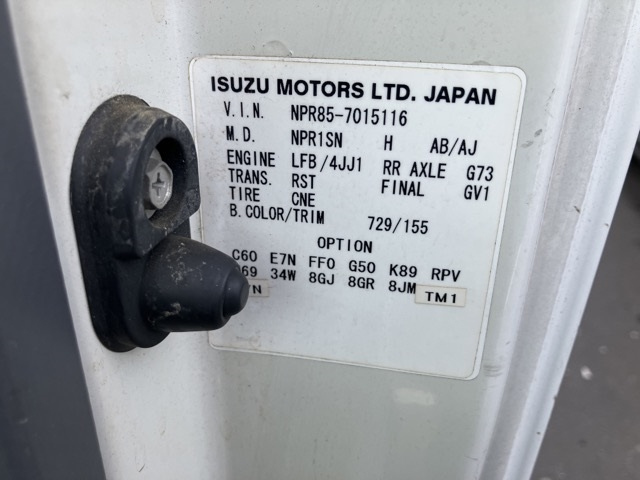 ISUZU MOTORS LTD. JAPAN
V.I.N. NPR85-7015116
M.D. NPR1SN H AB/AJ
ENGINE LFB/4JJ1 RR AXLE G73
TRANS. RST FINAL GV1
TIRE CNE
B.COLOR/TRIM 729/155
OPTION
C60 E7N FF0 G50 K89 RPV
69 34W 8GJ 8GR 8JM
N TM1